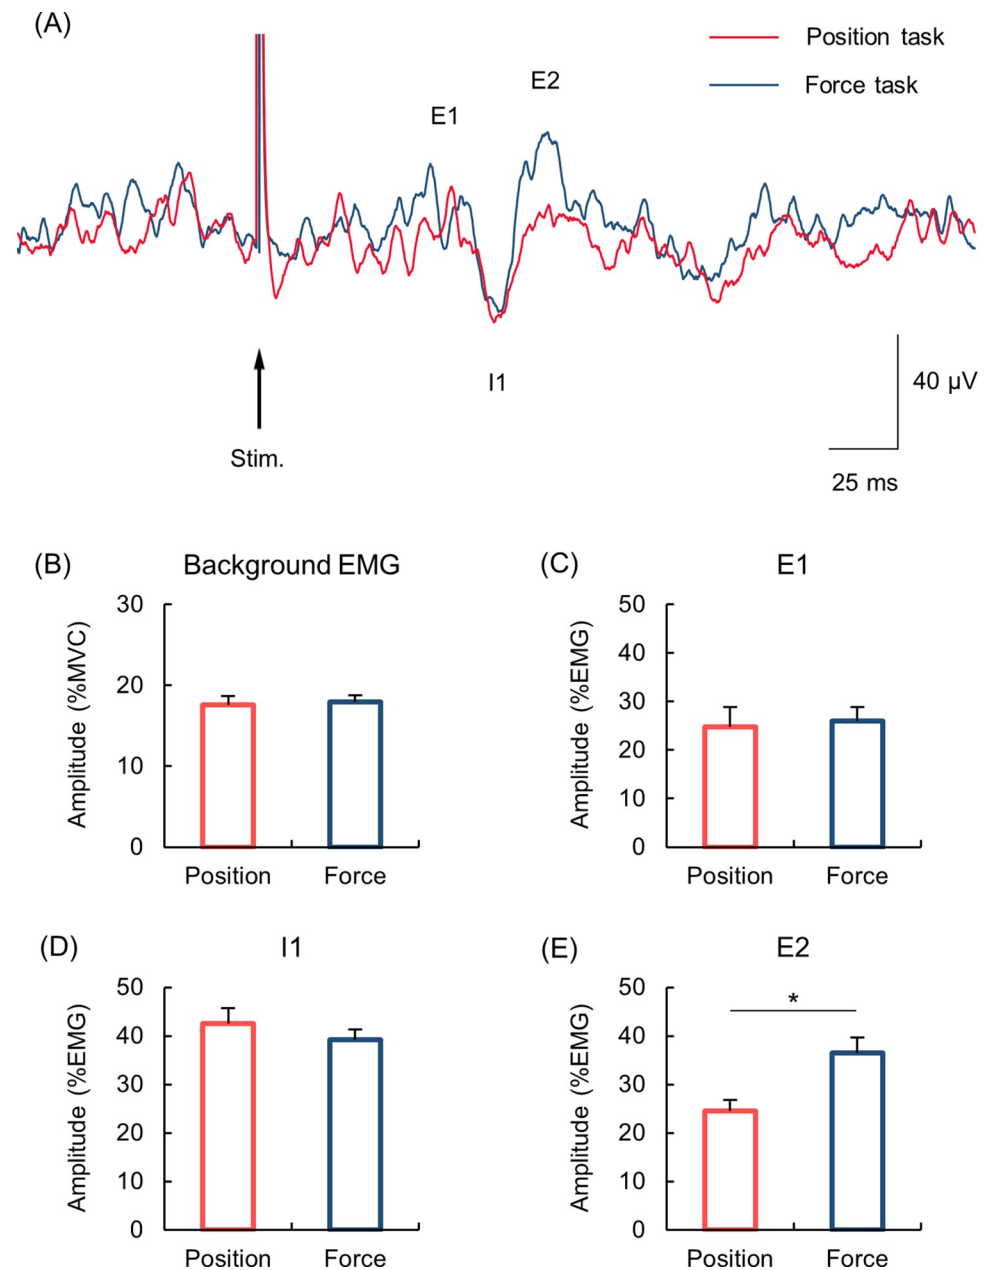 (A)
Position task
Force task
E1
E2
I1
Stim.
40 µV
25 ms
(B)
Background EMG
Amplitude (%MVC)
30
20
10
0
Position
Force
(C)
E1
Amplitude (%EMG)
50
40
30
20
10
0
Position
Force
(D)
I1
Amplitude (%EMG)
50
40
30
20
10
0
Position
Force
(E)
E2
Amplitude (%EMG)
50
40
30
20
10
0
*
Position
Force